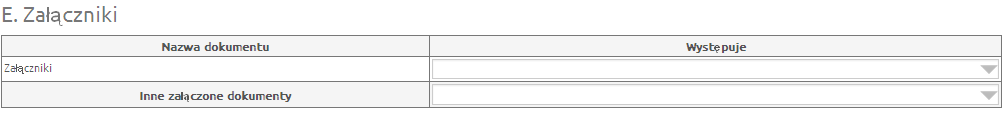 E. Załączniki
Nazwa dokumentu Występuje
Załączniki
Inne załączone dokumenty